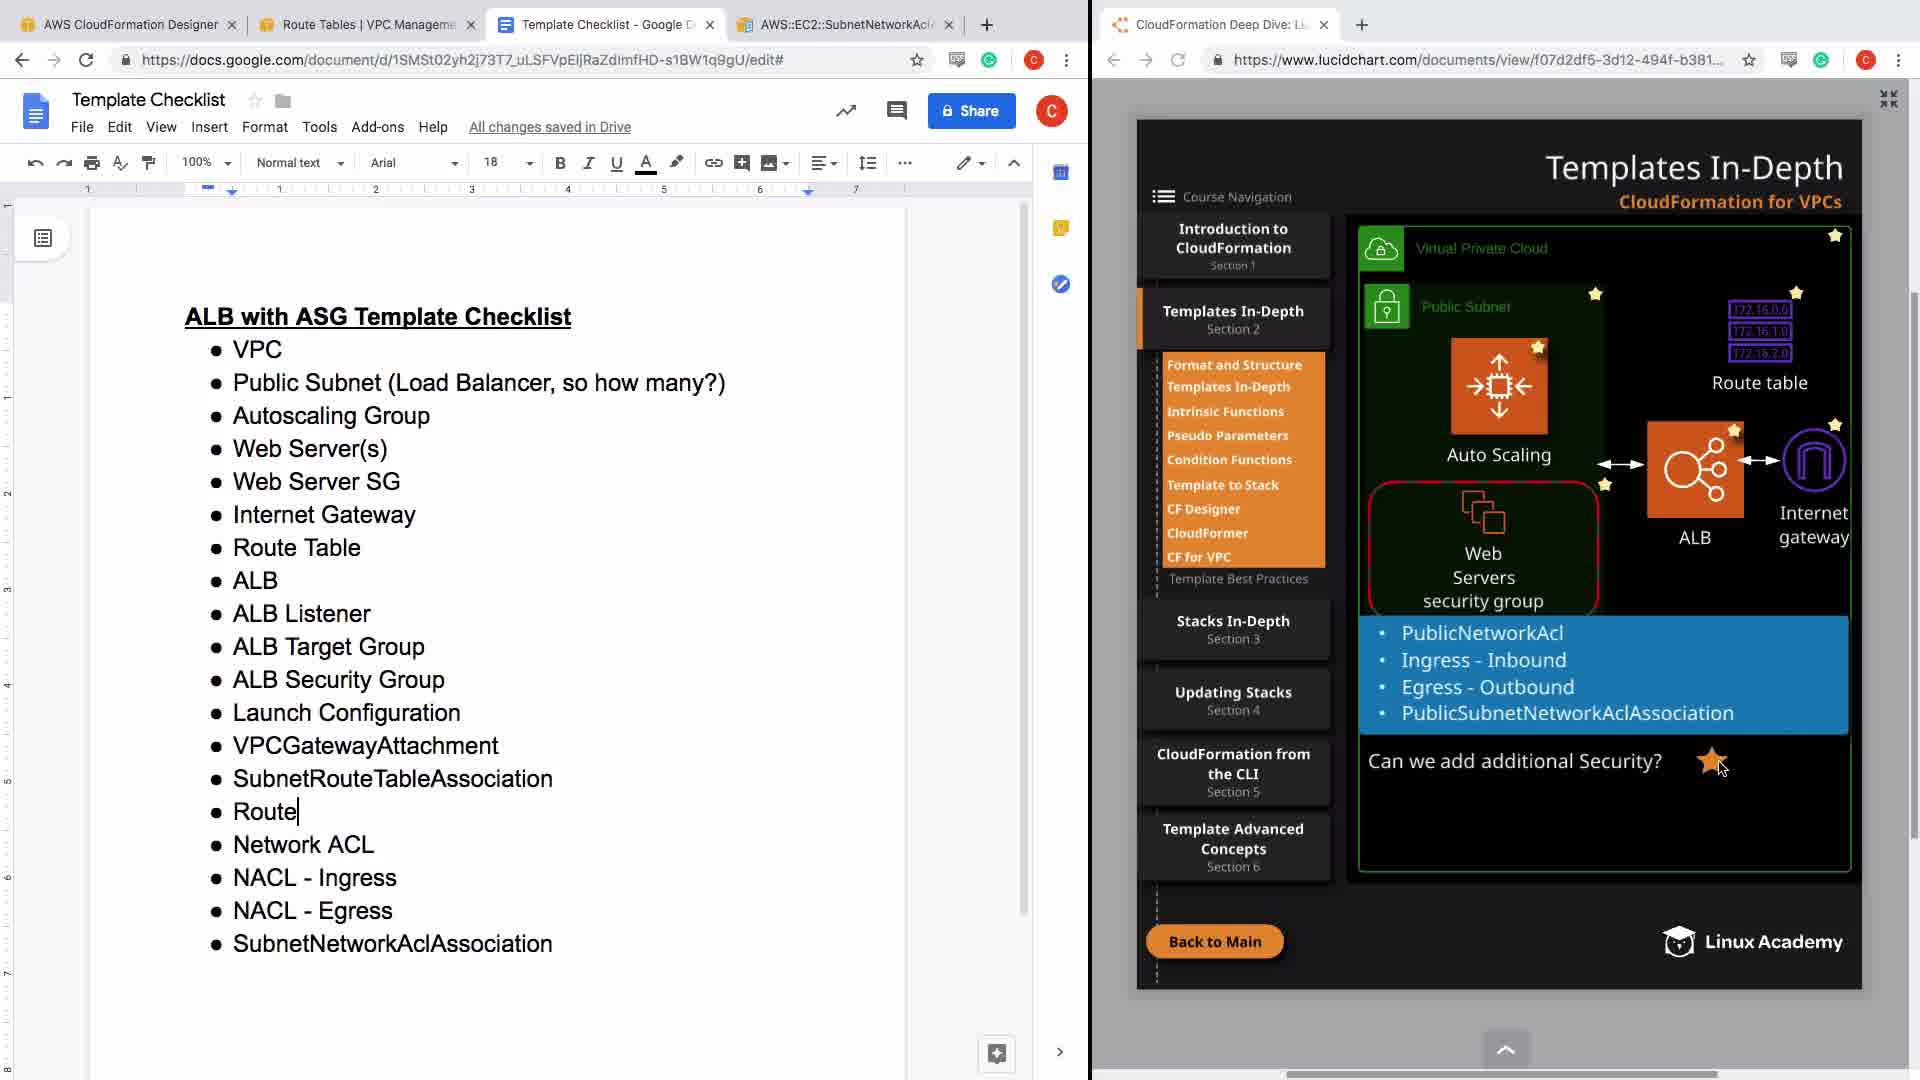 AWS CloudFormation Designer
Route Tables | VPC Manageme
Template Checklist - Google D
AWS::EC2::SubnetNetworkAcl
CloudFormation Deep Dive: Li
https://docs.google.com/document/d/1SMSt02yh2j73T7_uLSFVpEljRaZdImfHD-s1BW1q9gU/edit#
C
https://www.lucidchart.com/documents/view/f07d2df5-3d12-494f-b381...
C
Template Checklist
File Edit View Insert Format Tools Add-ons Help All changes saved in Drive
Share
C
100% Normal text Arial 18 B I U A
1 1 2 3 4 5 6 7
ALB with ASG Template Checklist
● VPC
● Public Subnet (Load Balancer, so how many?)
● Autoscaling Group
● Web Server(s)
● Web Server SG
● Internet Gateway
● Route Table
● ALB
● ALB Listener
● ALB Target Group
● ALB Security Group
● Launch Configuration
● VPCGatewayAttachment
● SubnetRouteTableAssociation
● Route
● Network ACL
● NACL - Ingress
● NACL - Egress
● SubnetNetworkAclAssociation
Templates In-Depth
CloudFormation for VPCs
Course Navigation
Introduction to
CloudFormation
Section 1
Templates In-Depth
Section 2
Format and Structure
Templates In-Depth
Intrinsic Functions
Pseudo Parameters
Condition Functions
Template to Stack
CF Designer
CloudFormer
CF for VPC
Template Best Practices
Stacks In-Depth
Section 3
Updating Stacks
Section 4
CloudFormation from
the CLI
Section 5
Template Advanced
Concepts
Section 6
Back to Main
Virtual Private Cloud
Public Subnet
172.16.0.0
172.16.1.0
172.16.2.0
Route table
Auto Scaling
ALB
Internet
gateway
Web
Servers
security group
• PublicNetworkAcl
• Ingress - Inbound
• Egress - Outbound
• PublicSubnetNetworkAclAssociation
Can we add additional Security?
Linux Academy